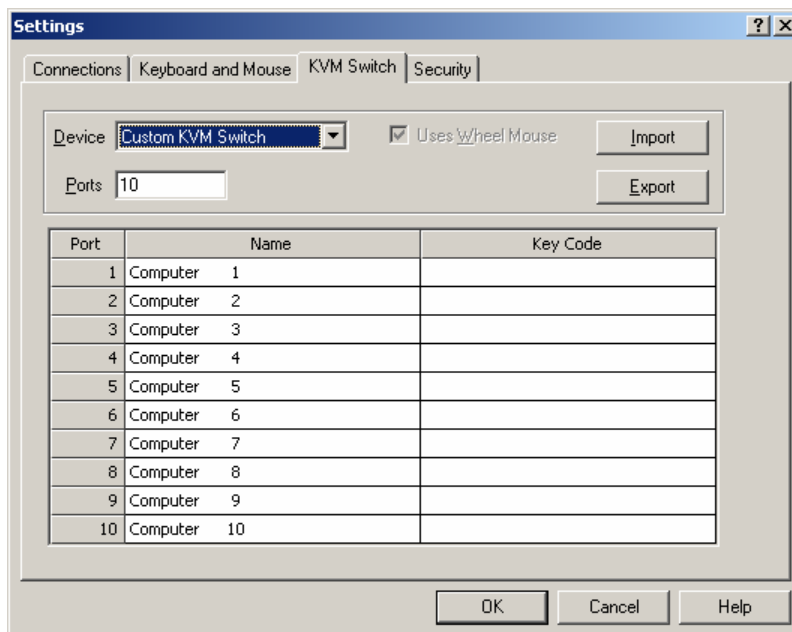 Settings
Connections Keyboard and Mouse KVM Switch Security
Device Custom KVM Switch Uses Wheel Mouse Import
Ports 10 Export
Port Name Key Code
1 Computer 1
2 Computer 2
3 Computer 3
4 Computer 4
5 Computer 5
6 Computer 6
7 Computer 7
8 Computer 8
9 Computer 9
10 Computer 10
OK Cancel Help